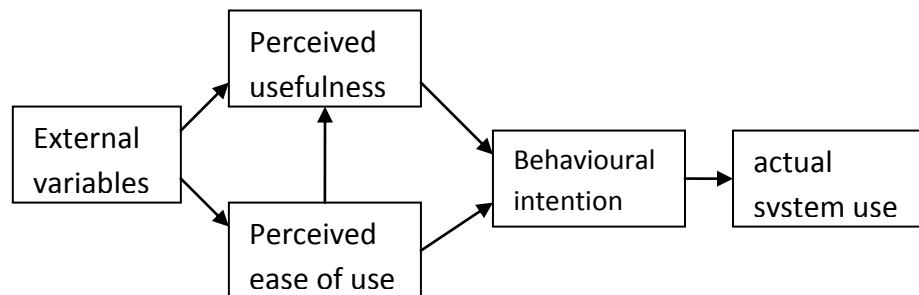 Perceived
usefulness
External
variables
Behavioural
intention
actual
system use
Perceived
ease of use